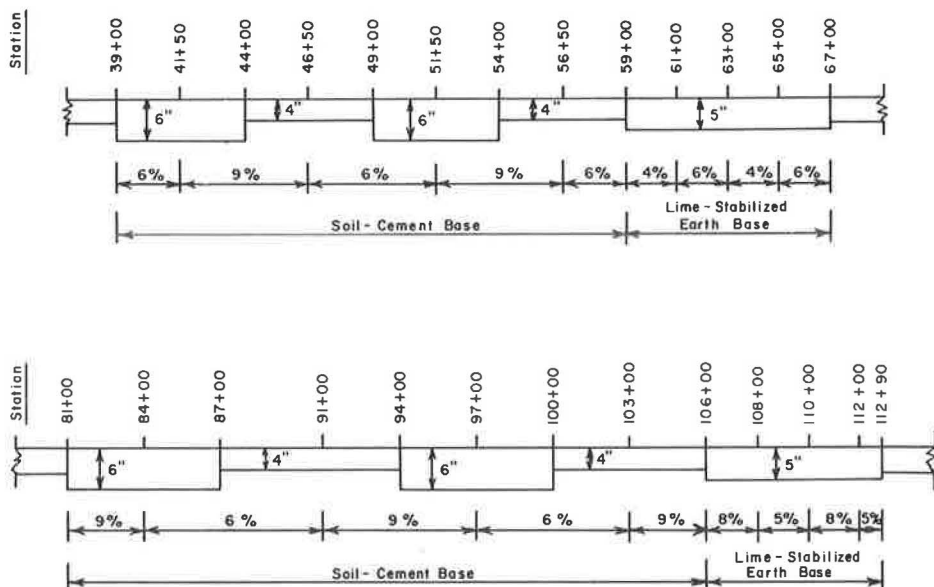 Station
39+00 41+50 44+00 46+50 49+00 51+50 54+00 56+50 59+00 61+00 63+00 65+00 67+00
6" 4" 6" 4" 5"
6% 9% 6% 9% 6% 4% 6% 4% 6%
Soil-Cement Base
Lime-Stabilized
Earth Base
Station
81+00 84+00 87+00 91+00 94+00 97+00 100+00 103+00 106+00 108+00 110+00 112+00 112+90
6" 4" 6" 4" 5"
9% 6% 9% 6% 9% 8% 5% 8% 5%
Soil-Cement Base
Lime-Stabilized
Earth Base